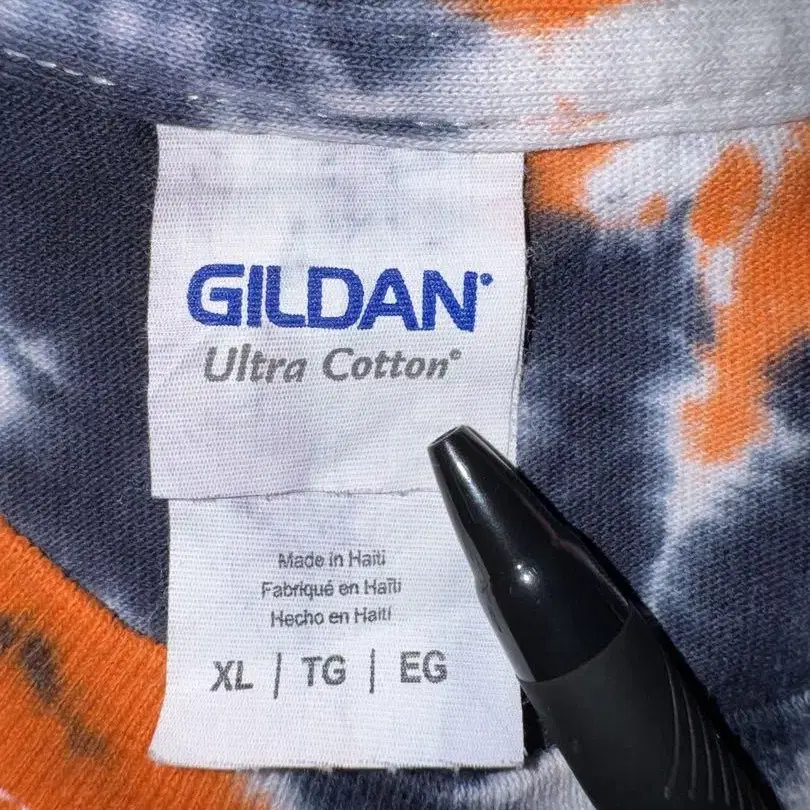 GILDAN®
Ultra Cotton®
Made in Haiti
Fabriqué en Haïti
Hecho en Haití
XL | TG | EG